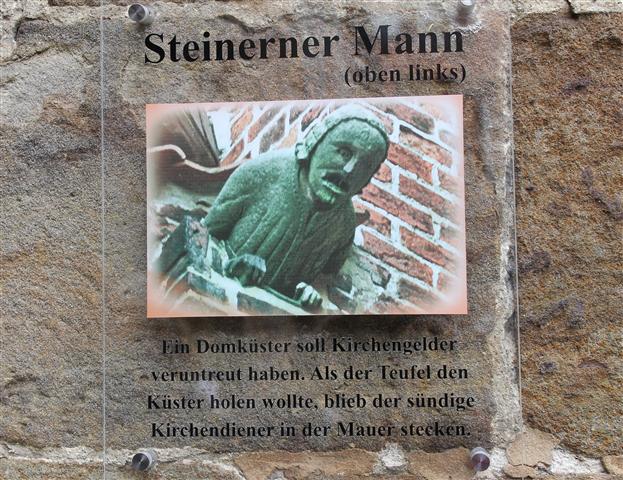 Steinerner Mann
(oben links)
Ein Domküster soll Kirchengelder
veruntreut haben. Als der Teufel den
Küster holen wollte, blieb der sündige
Kirchendiener in der Mauer stecken.